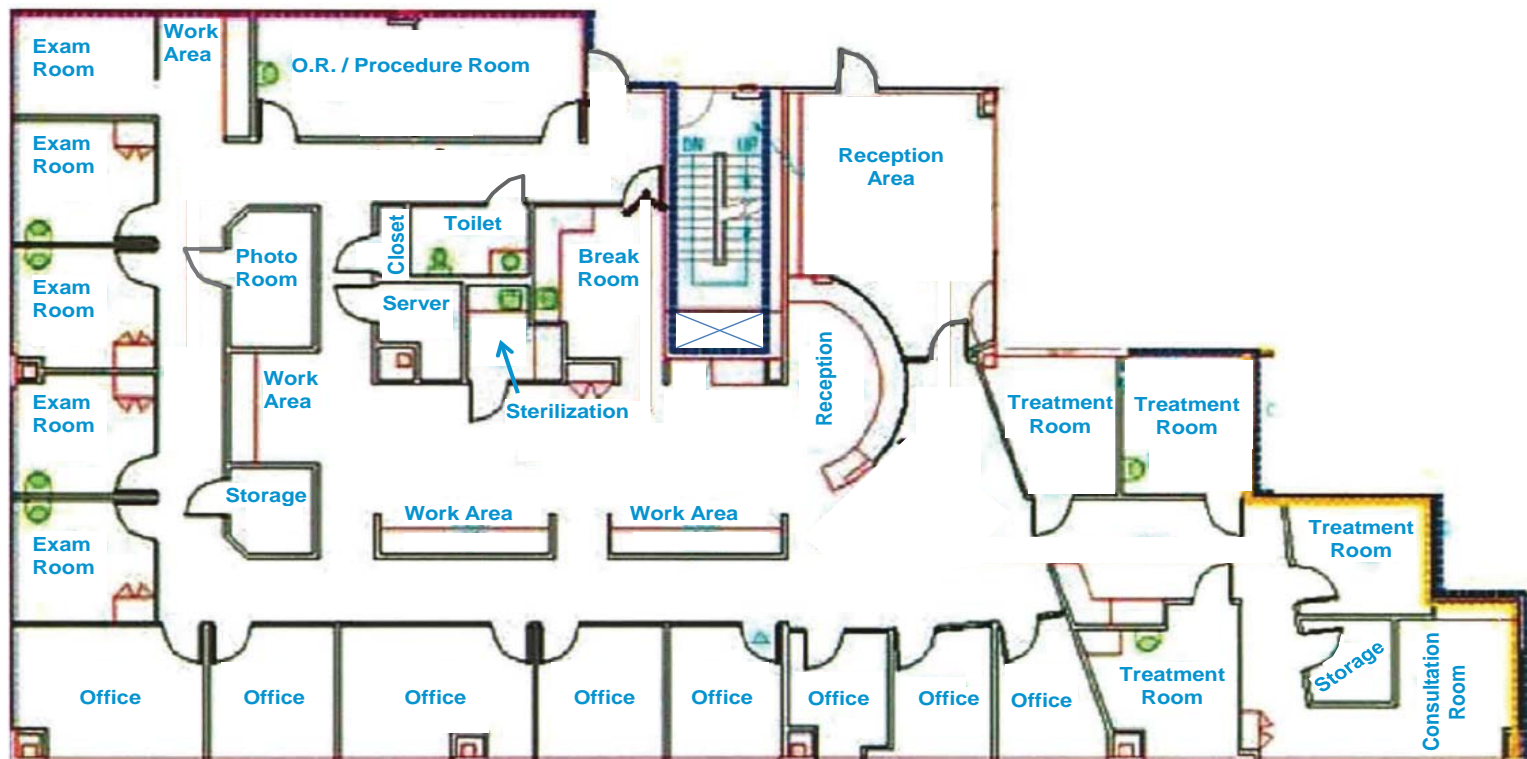 Exam
Room
Work
Area
O.R. / Procedure Room
Exam
Room
DN
UP
Reception
Area
Closet
Toilet
Photo
Room
Break
Room
Exam
Room
Server
Reception
Work
Area
Sterilization
Exam
Room
Treatment
Room
Treatment
Room
Storage
Work Area
Work Area
Exam
Room
Treatment
Room
Office
Office
Office
Office
Office
Office
Office
Office
Treatment
Room
Storage
Consultation
Room